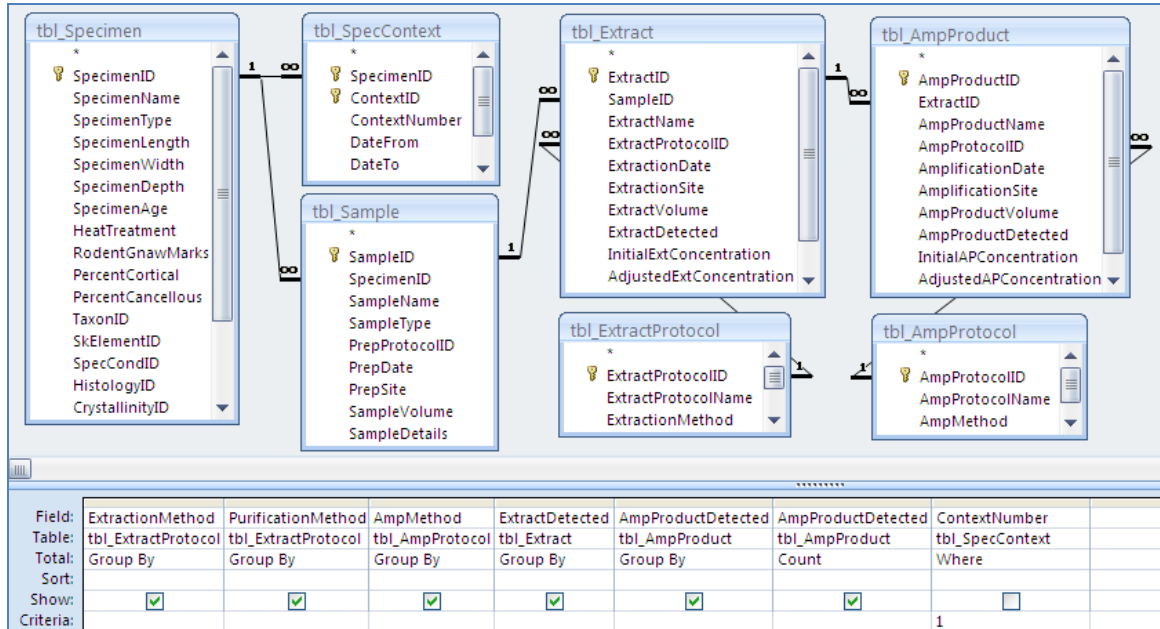 tbl_Specimen
*
SpecimenID
SpecimenName
SpecimenType
SpecimenLength
SpecimenWidth
SpecimenDepth
SpecimenAge
HeatTreatment
RodentGnawMarks
PercentCortical
PercentCancellous
TaxonID
SkElementID
SpecCondID
HistologyID
CrystallinityID
1 ∞
∞
tbl_SpecContext
*
SpecimenID
ContextID
ContextNumber
DateFrom
DateTo
tbl_Sample
*
SampleID
SpecimenID
SampleName
SampleType
PrepProtocolID
PrepDate
PrepSite
SampleVolume
SampleDetails
1
∞
∞
tbl_Extract
*
ExtractID
SampleID
ExtractName
ExtractProtocolID
ExtractionDate
ExtractionSite
ExtractVolume
ExtractDetected
InitialExtConcentration
AdjustedExtConcentration
1
∞
tbl_AmpProduct
*
AmpProductID
ExtractID
AmpProductName
AmpProtocolID
AmplificationDate
AmplificationSite
AmpProductVolume
AmpProductDetected
InitialAPConcentration
AdjustedAPConcentration
∞
tbl_ExtractProtocol
*
ExtractProtocolID
ExtractProtocolName
ExtractionMethod
1
1
tbl_AmpProtocol
*
AmpProtocolID
AmpProtocolName
AmpMethod
Field: ExtractionMethod PurificationMethod AmpMethod ExtractDetected AmpProductDetected AmpProductDetected ContextNumber
Table: tbl_ExtractProtocol tbl_ExtractProtocol tbl_AmpProtocol tbl_Extract tbl_AmpProduct tbl_AmpProduct tbl_SpecContext
Total: Group By Group By Group By Group By Group By Count Where
Sort:
Show:
Criteria: 1